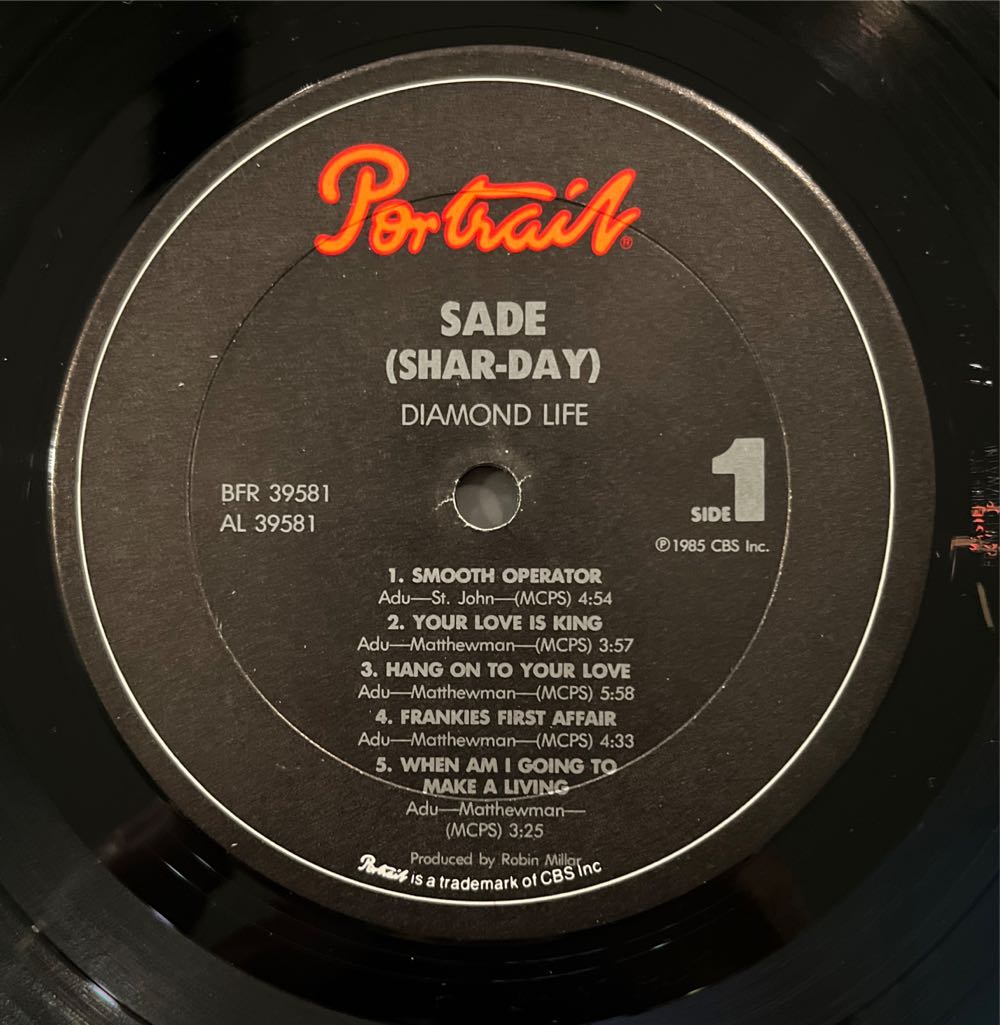 Portrait®
SADE
(SHAR-DAY)
DIAMOND LIFE
BFR 39581
AL 39581
SIDE 1
Ⓟ1985 CBS Inc.
1. SMOOTH OPERATOR
Adu—St. John—(MCPS) 4:54
2. YOUR LOVE IS KING
Adu—Matthewman—(MCPS) 3:57
3. HANG ON TO YOUR LOVE
Adu—Matthewman—(MCPS) 5:58
4. FRANKIES FIRST AFFAIR
Adu—Matthewman—(MCPS) 4:33
5. WHEN AM I GOING TO
MAKE A LIVING
Adu—Matthewman—
(MCPS) 3:25
Produced by Robin Millar
Portrait is a trademark of CBS Inc